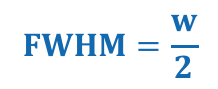 FWHM = w/2